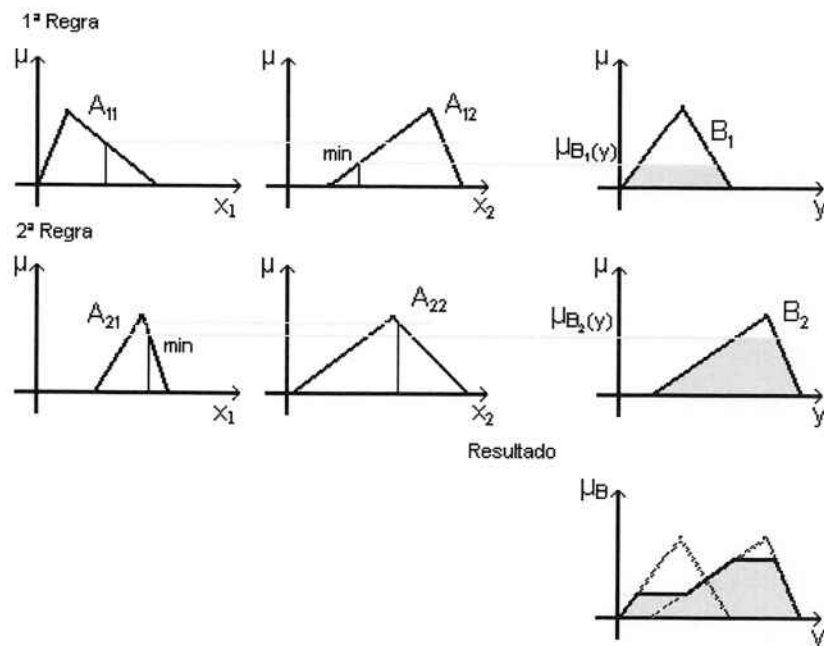 1ª Regra
μ A₁₁ X₁
μ min A₁₂ X₂
μ μB₁(y) B₁ y
2ª Regra
μ A₂₁ min X₁
μ A₂₂ X₂
μ μB₂(y) B₂ y
Resultado
μB y